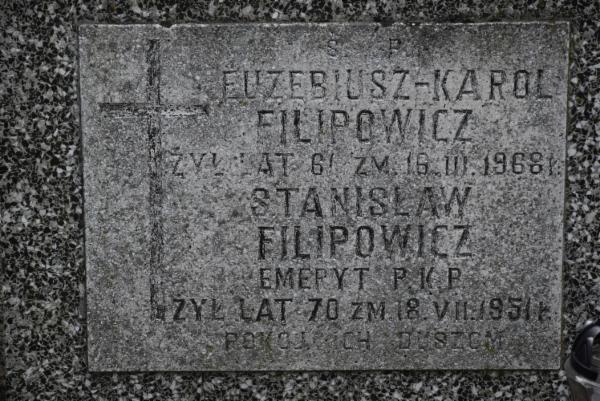 Ś P
EUZEBIUSZ-KAROL
FILIPOWICZ
ŻYŁ LAT 61 ZM. 16.III.1968 r.
STANISŁAW
FILIPOWICZ
EMERYT P.K.P
ŻYŁ LAT 70 ZM. 18.VII.1951 r.
POKÓJ ICH DUSZOM